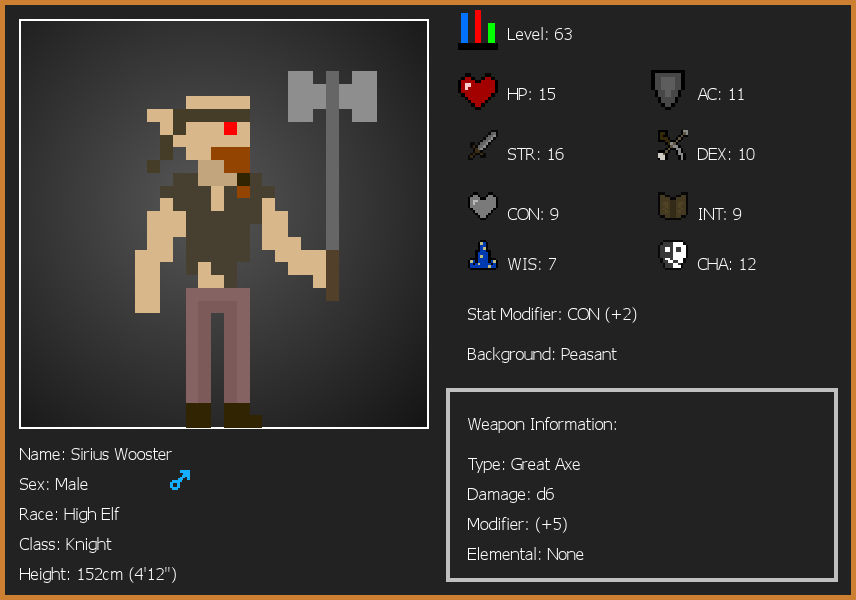 Level: 63
HP: 15
AC: 11
STR: 16
DEX: 10
CON: 9
INT: 9
WIS: 7
CHA: 12
Stat Modifier: CON (+2)
Background: Peasant
Weapon Information:
Type: Great Axe
Damage: d6
Modifier: (+5)
Elemental: None
Name: Sirius Wooster
Sex: Male
Race: High Elf
Class: Knight
Height: 152cm (4'12")